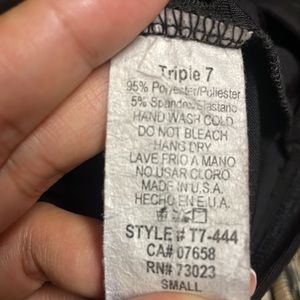 Triple 7
95% Polyester/Poliester
5% Spandex/Elastano
HAND WASH COLD
DO NOT BLEACH
HANG DRY
LAVE FRIO A MANO
NO USAR CLORO
MADE IN U.S.A.
HECHO EN E.U.A.
STYLE # T7-444
CA# 07658
RN# 73023
SMALL